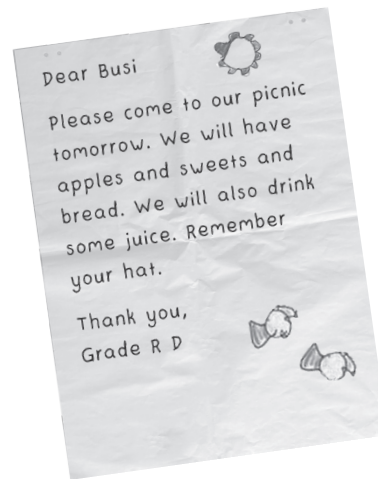 Dear Busi
Please come to our picnic
tomorrow. We will have
apples and sweets and
bread. We will also drink
some juice. Remember
your hat.
Thank you,
Grade R D